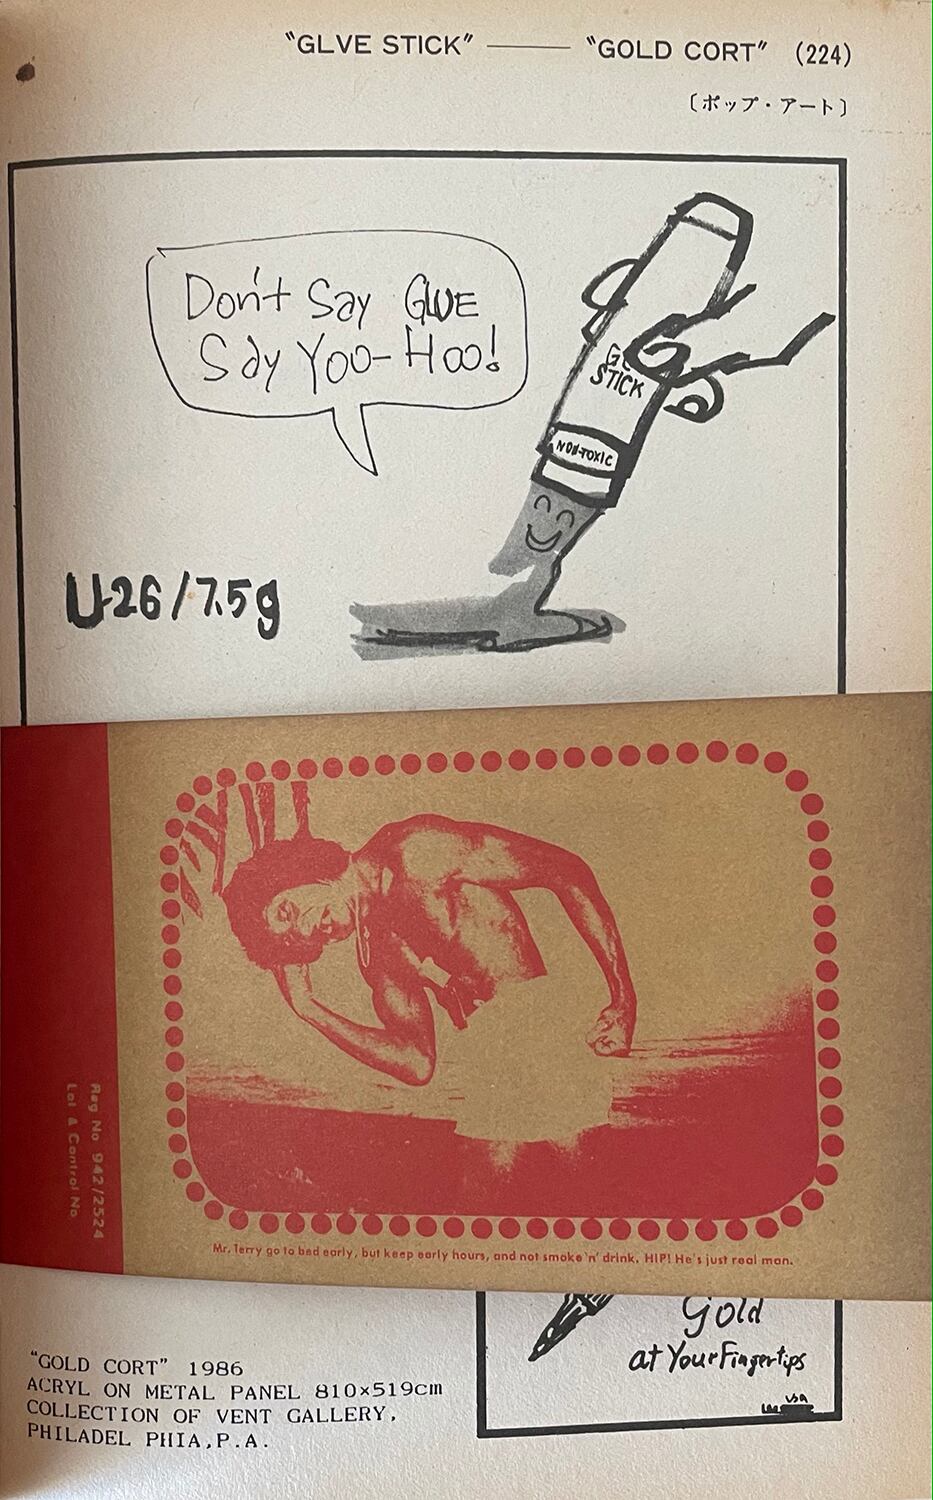 "GLVE STICK" —— "GOLD CORT" (224)
〔ポップ・アート〕
Don't Say GLUE
Say Yoo-Hoo!
STICK
NON-TOXIC
U-26/7.5g
Reg No 942/2524
Lot & Control No
Mr. Terry go to bed early, but keep early hours, and not smoke 'n' drink, HIP! He's just real man.
Gold
at Your Fingertips
USA
"GOLD CORT" 1986
ACRYL ON METAL PANEL 810×519cm
COLLECTION OF VENT GALLERY,
PHILADEL PHIA,P.A.